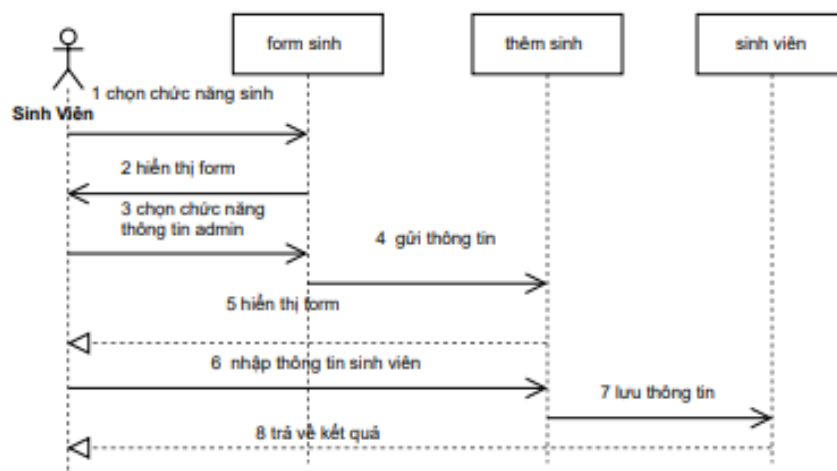 form sinh
thêm sinh
sinh viên
1 chọn chức năng sinh
Sinh Viên
2 hiển thị form
3 chọn chức năng
thông tin admin
4 gửi thông tin
5 hiển thị form
6 nhập thông tin sinh viên
7 lưu thông tin
8 trả về kết quả